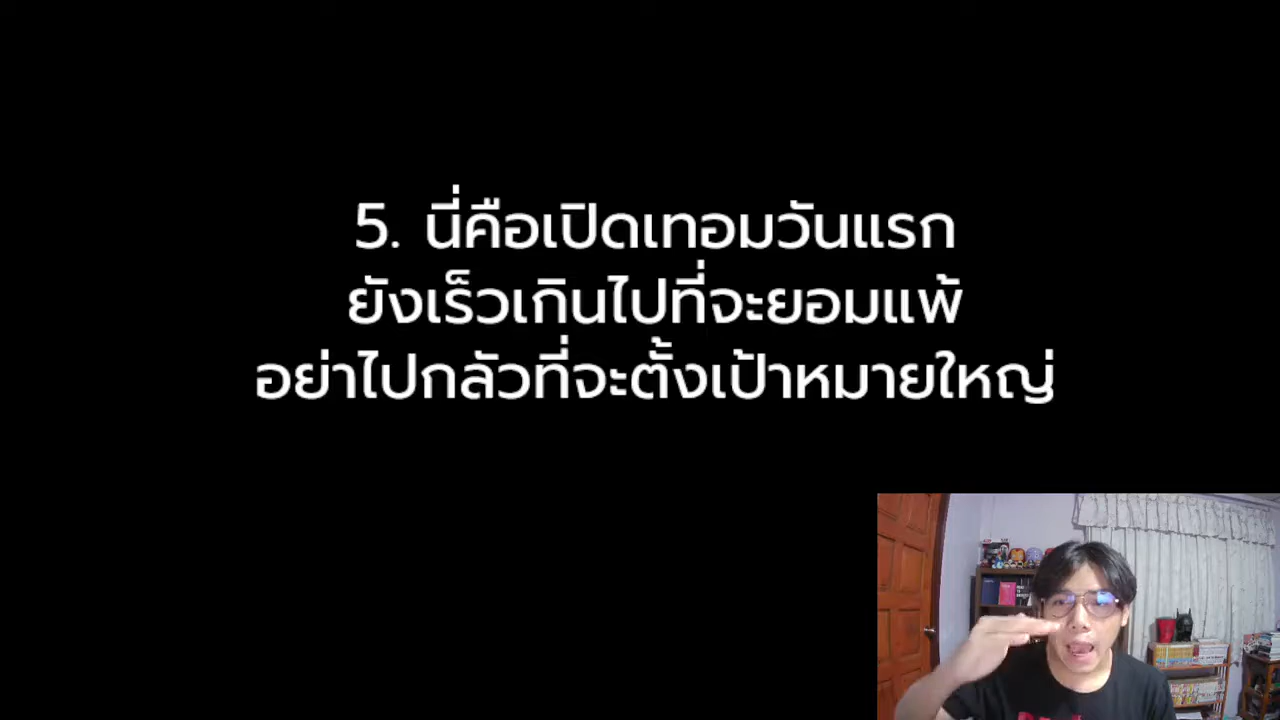 5. นี่คือเปิดเทอมวันแรก
ยังเร็วเกินไปที่จะยอมแพ้
อย่าไปกลัวที่จะตั้งเป้าหมายใหญ่